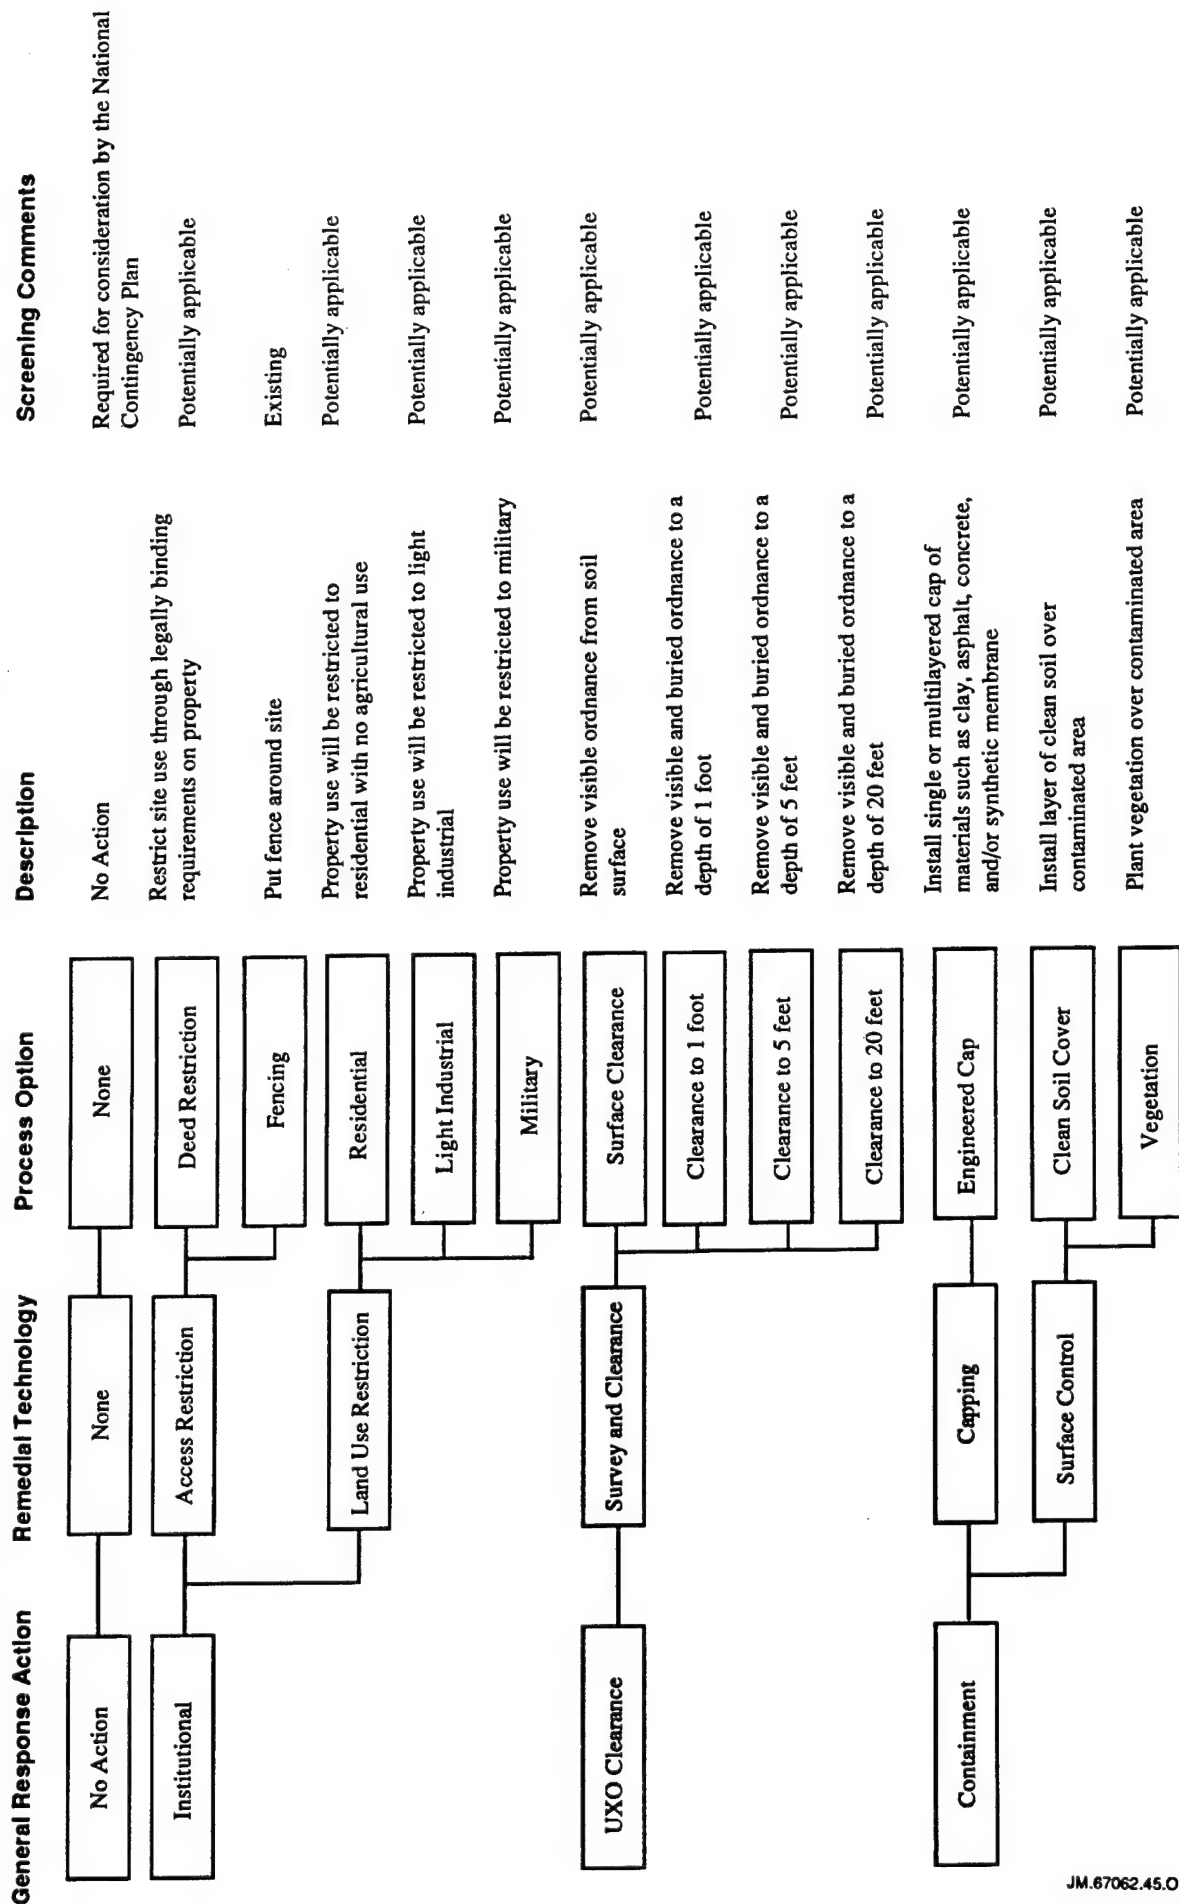 General Response Action
Remedial Technology
Process Option
Description
Screening Comments
No Action
None
None
No Action
Required for consideration by the National
Contingency Plan
Institutional
Access Restriction
Deed Restriction
Restrict site use through legally binding
requirements on property
Potentially applicable
Fencing
Put fence around site
Existing
Land Use Restriction
Residential
Property use will be restricted to
residential with no agricultural use
Potentially applicable
Light Industrial
Property use will be restricted to light
industrial
Potentially applicable
Military
Property use will be restricted to military
Potentially applicable
UXO Clearance
Survey and Clearance
Surface Clearance
Remove visible ordnance from soil
surface
Potentially applicable
Clearance to 1 foot
Remove visible and buried ordnance to a
depth of 1 foot
Potentially applicable
Clearance to 5 feet
Remove visible and buried ordnance to a
depth of 5 feet
Potentially applicable
Clearance to 20 feet
Remove visible and buried ordnance to a
depth of 20 feet
Potentially applicable
Containment
Capping
Engineered Cap
Install single or multilayered cap of
materials such as clay, asphalt, concrete,
and/or synthetic membrane
Potentially applicable
Surface Control
Clean Soil Cover
Install layer of clean soil over
contaminated area
Potentially applicable
Vegetation
Plant vegetation over contaminated area
Potentially applicable
JM.67062.45.O